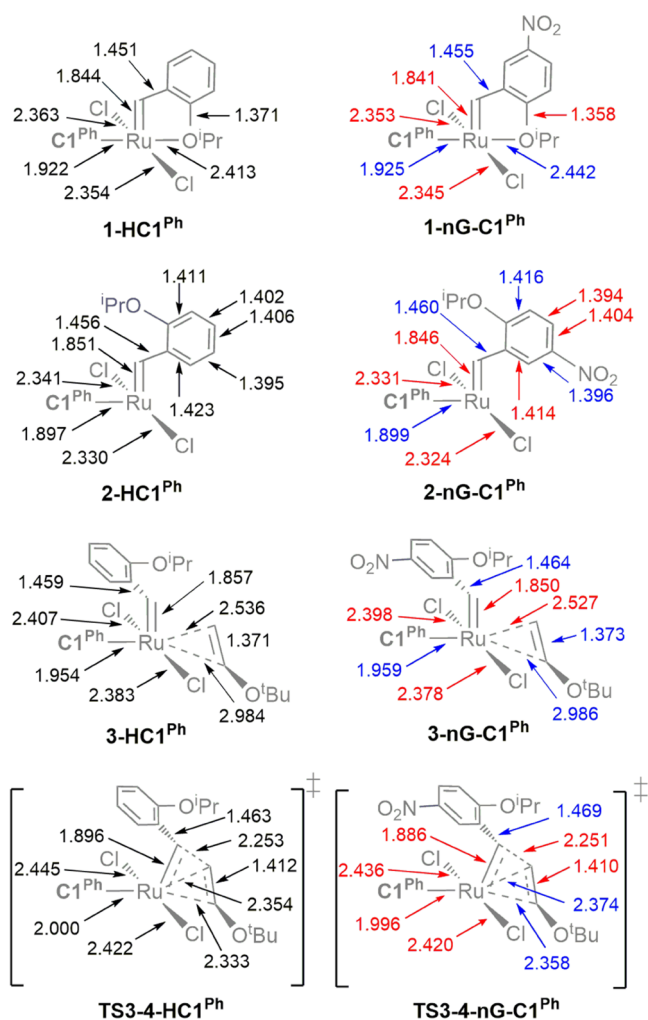 1.451
1.844
2.363
Cl
C1Ph
Ru
OiPr
1.371
1.922
2.354
Cl
2.413
1-HC1Ph
NO2
1.455
1.841
2.353
Cl
C1Ph
Ru
OiPr
1.358
1.925
2.345
Cl
2.442
1-nG-C1Ph
1.411
iPrO
1.402
1.406
1.456
1.851
2.341
Cl
C1Ph
Ru
1.395
1.423
1.897
2.330
Cl
2-HC1Ph
1.416
iPrO
1.394
1.404
1.460
1.846
2.331
Cl
C1Ph
Ru
NO2
1.396
1.414
1.899
2.324
Cl
2-nG-C1Ph
OiPr
1.459
1.857
2.407
Cl
2.536
C1Ph
Ru
1.371
1.954
2.383
Cl
OtBu
2.984
3-HC1Ph
O2N
OiPr
1.464
1.850
2.398
Cl
2.527
C1Ph
Ru
1.373
1.959
2.378
Cl
OtBu
2.986
3-nG-C1Ph
‡
OiPr
1.463
1.896
2.253
2.445
Cl
1.412
C1Ph
Ru
2.354
2.000
2.422
Cl
OtBu
2.333
TS3-4-HC1Ph
‡
O2N
OiPr
1.469
1.886
2.251
2.436
Cl
1.410
C1Ph
Ru
2.374
1.996
2.420
Cl
OtBu
2.358
TS3-4-nG-C1Ph